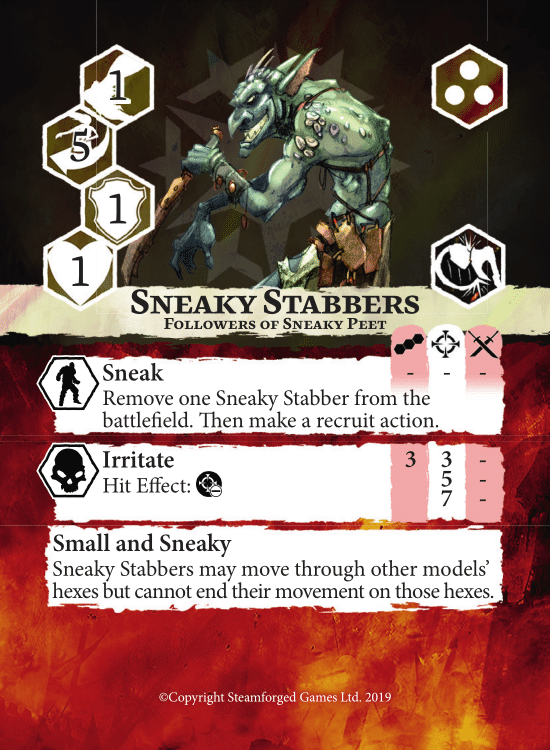 1
5
1
1
Sneaky Stabbers
Followers of Sneaky Peet
Sneak
- - -
Remove one Sneaky Stabber from the
battlefield. Then make a recruit action.
Irritate
3 3 -
Hit Effect:
5 -
7 -
Small and Sneaky
Sneaky Stabbers may move through other models’
hexes but cannot end their movement on those hexes.
©Copyright Steamforged Games Ltd. 2019